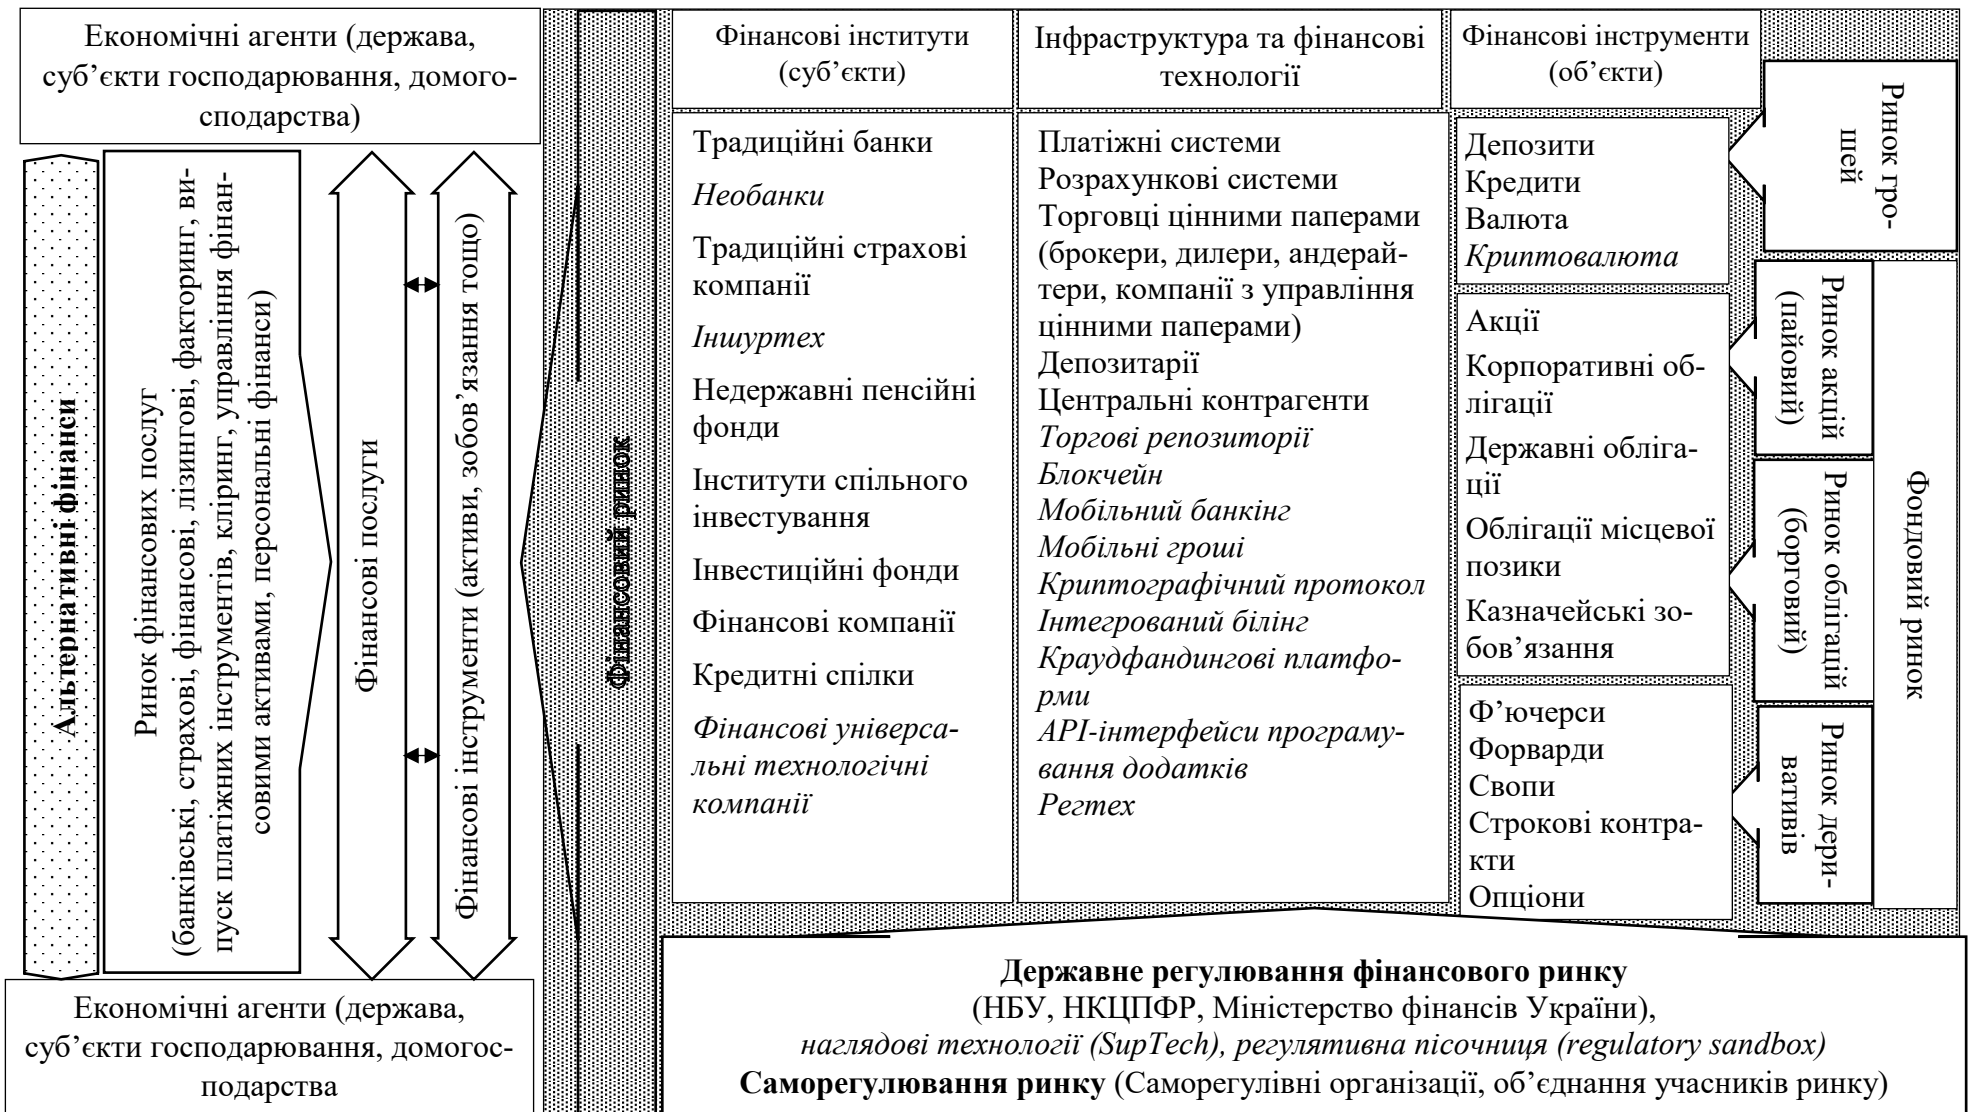 Економічні агенти (держава,
суб’єкти господарювання, домого-
сподарства)
Альтернативні фінанси
Ринок фінансових послуг
(банківські, страхові, фінансові, лізингові, факторинг, ви-
пуск платіжних інструментів, кліринг, управління фінан-
совими активами, персональні фінанси)
Фінансові послуги
Фінансові інструменти (активи, зобов’язання тощо)
Економічні агенти (держава,
суб’єкти господарювання, домогос-
подарства
Фінансовий ринок
Фінансові інститути
(суб’єкти)
Традиційні банки
Необанки
Традиційні страхові
компанії
Іншуртех
Недержавні пенсійні
фонди
Інститути спільного
інвестування
Інвестиційні фонди
Фінансові компанії
Кредитні спілки
Фінансові універса-
льні технологічні
компанії
Інфраструктура та фінансові
технології
Платіжні системи
Розрахункові системи
Торговці цінними паперами
(брокери, дилери, андерай-
тери, компанії з управління
цінними паперами)
Депозитарії
Центральні контрагенти
Торгові репозиторії
Блокчейн
Мобільний банкінг
Мобільні гроші
Криптографічний протокол
Інтегрований білінг
Краудфандингові платфо-
рми
API-інтерфейси програму-
вання додатків
Регтех
Фінансові інструменти
(об’єкти)
Депозити
Кредити
Валюта
Криптовалюта
Акції
Корпоративні об-
лігації
Державні обліга-
ції
Облігації місцевої
позики
Казначейські зо-
бов’язання
Ф’ючерси
Форварди
Свопи
Строкові контра-
кти
Опціони
Ринок гро-
шей
Ринок акцій
(пайовий)
Ринок облігацій
(борговий)
Ринок дери-
вативів
Фондовий ринок
Державне регулювання фінансового ринку
(НБУ, НКЦПФР, Міністерство фінансів України),
наглядові технології (SupTech), регулятивна пісочниця (regulatory sandbox)
Саморегулювання ринку (Саморегулівні організації, об’єднання учасників ринку)